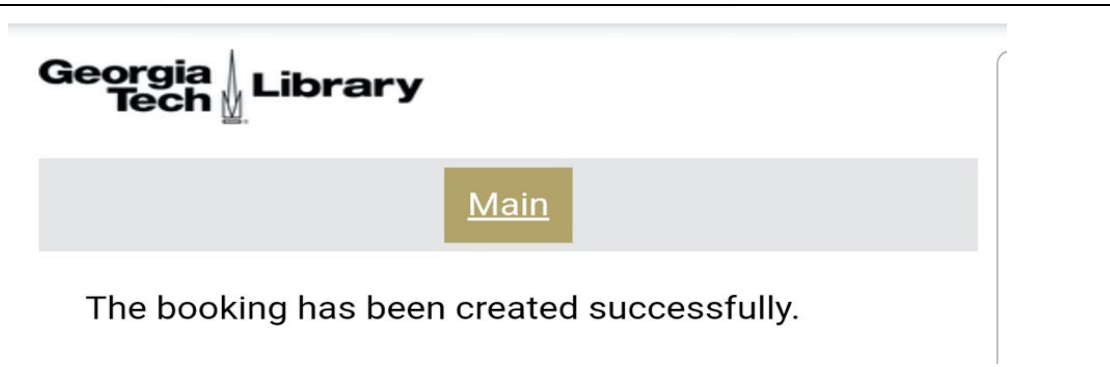 Georgia
Tech Library
Main
The booking has been created successfully.